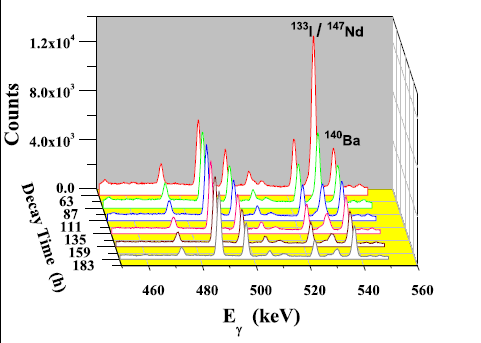 ¹³³I / ¹⁴⁷Nd
1.2x10⁴
8.0x10³
¹⁴⁰Ba
4.0x10³
Counts
0.0
63
87
111
135
159
183
Decay Time (h)
460 480 500 520 540 560
Eγ (keV)